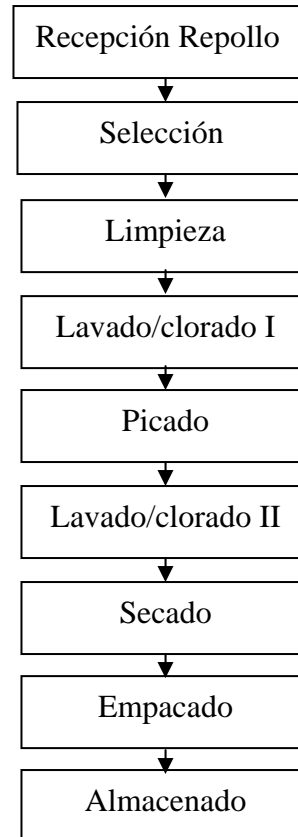 Recepción Repollo
Selección
Limpieza
Lavado/clorado I
Picado
Lavado/clorado II
Secado
Empacado
Almacenado